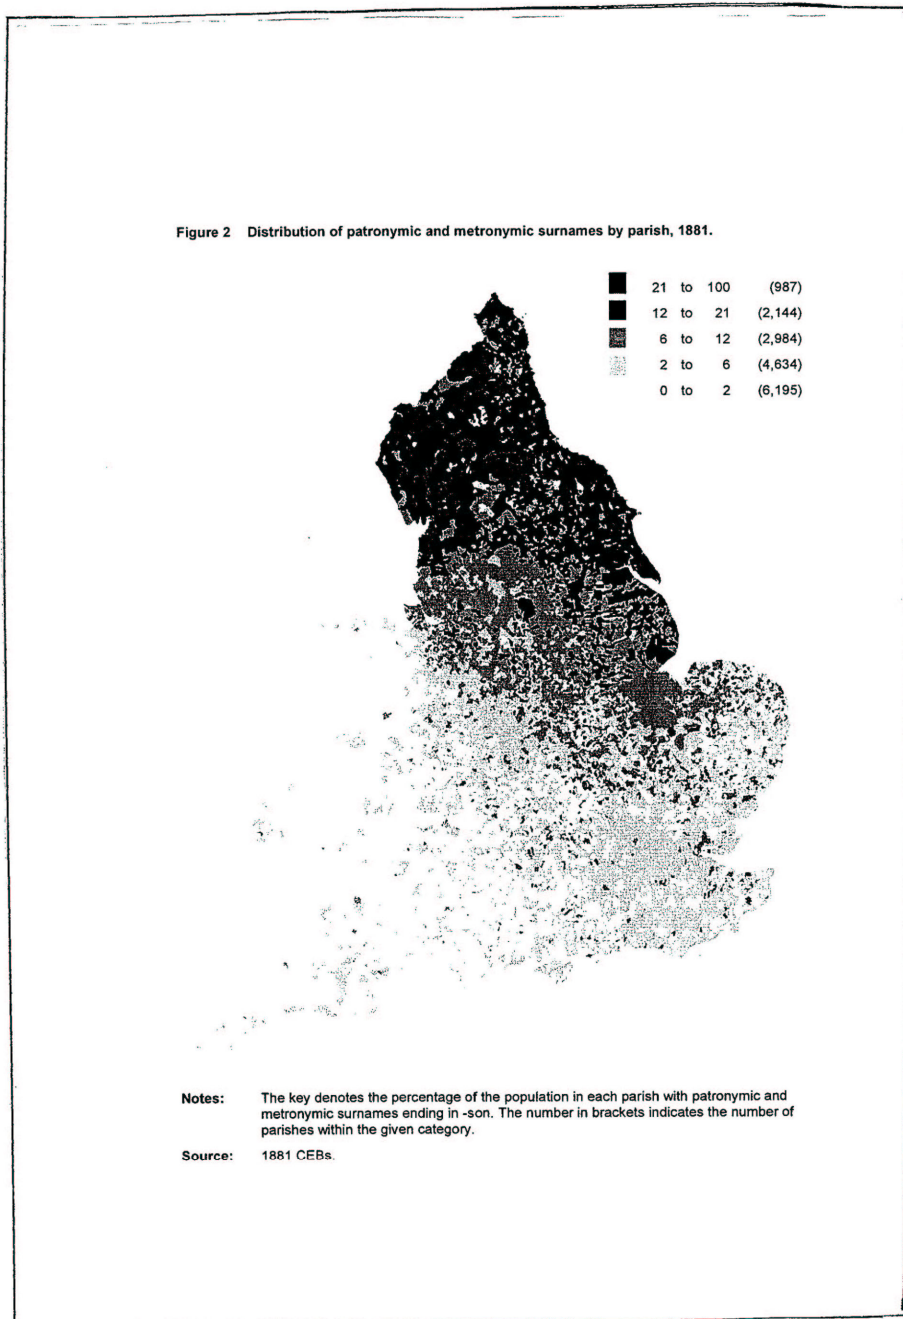 Figure 2 Distribution of patronymic and metronymic surnames by parish, 1881.
21 to 100 (987)
12 to 21 (2,144)
6 to 12 (2,984)
2 to 6 (4,634)
0 to 2 (6,195)
Notes: The key denotes the percentage of the population in each parish with patronymic and
metronymic surnames ending in -son. The number in brackets indicates the number of
parishes within the given category.
Source: 1881 CEBs.